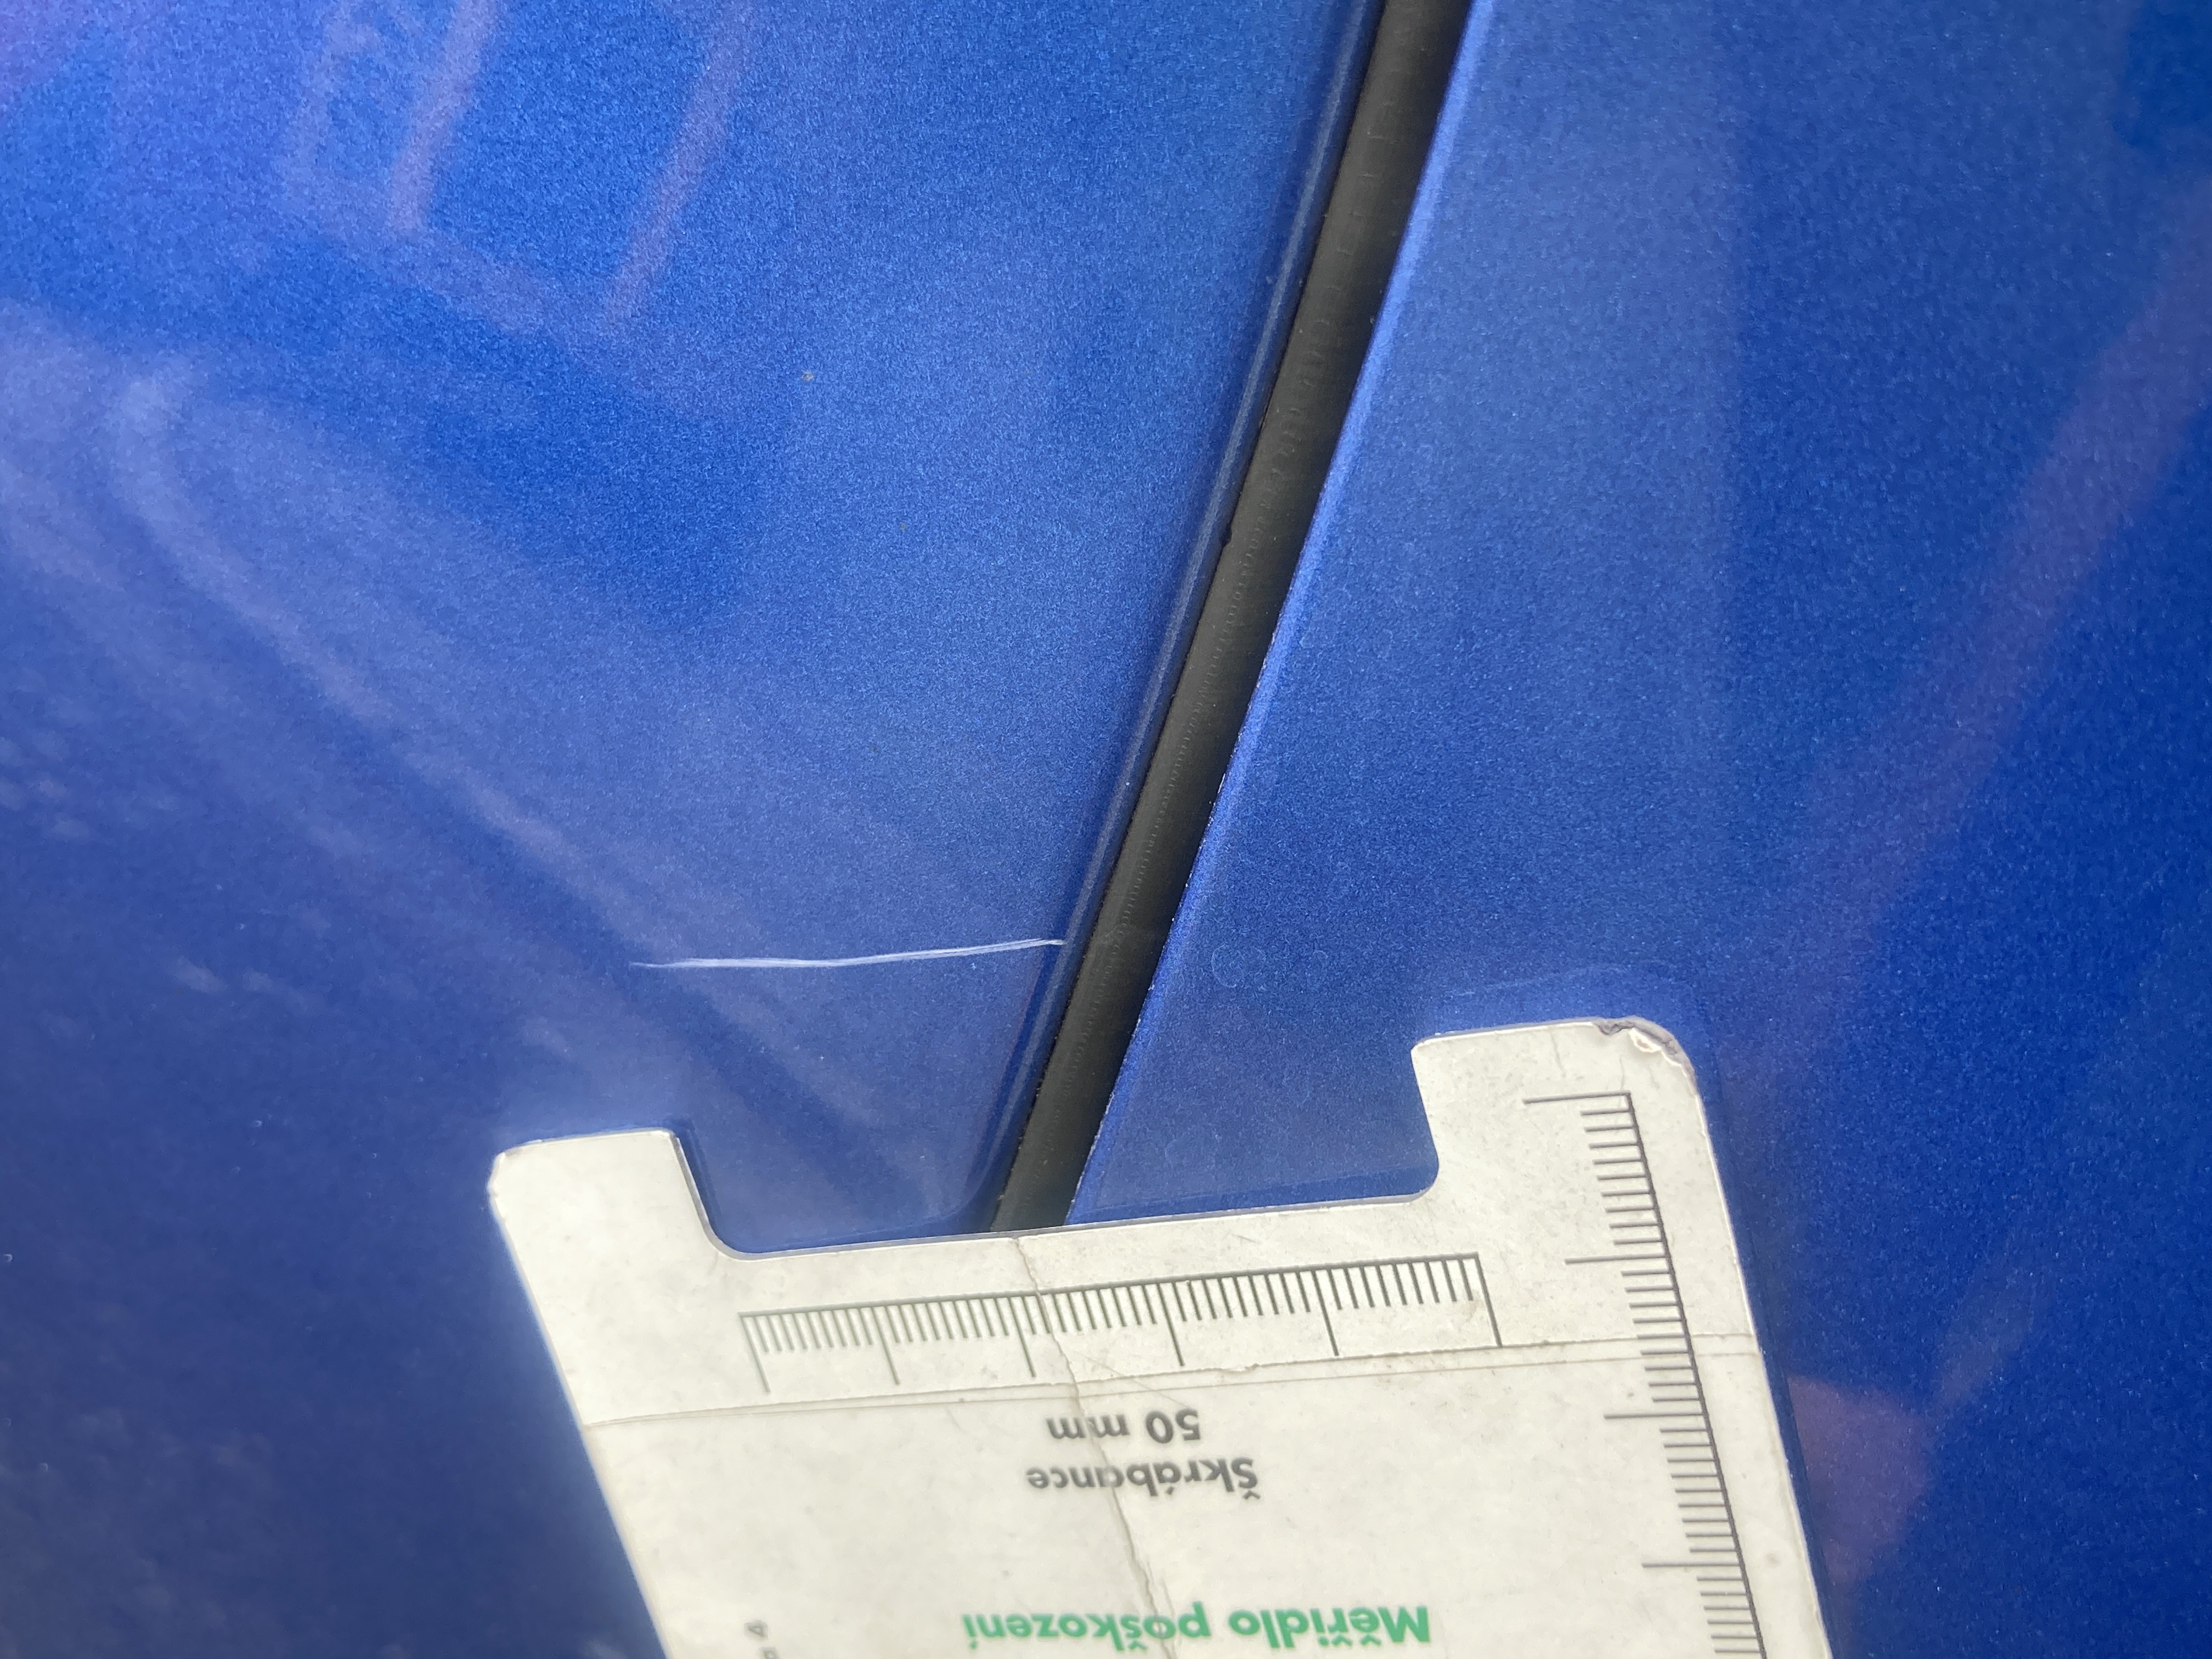 Měřidlo poškození
Škrábance
50 mm